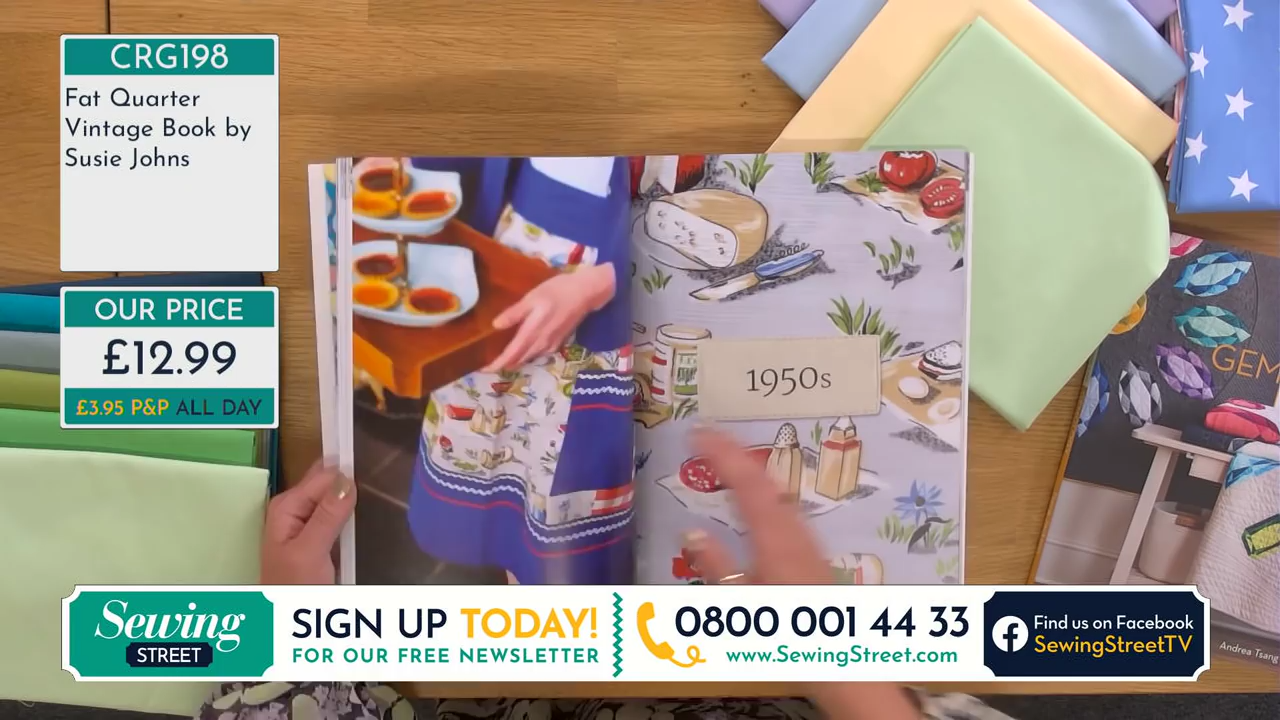 CRG198
Fat Quarter
Vintage Book by
Susie Johns
OUR PRICE
£12.99
£3.95 P&P ALL DAY
1950s
GEM
Andrea Tsang
Sewing
STREET
SIGN UP TODAY!
FOR OUR FREE NEWSLETTER
0800 001 44 33
www.SewingStreet.com
Find us on Facebook
SewingStreetTV